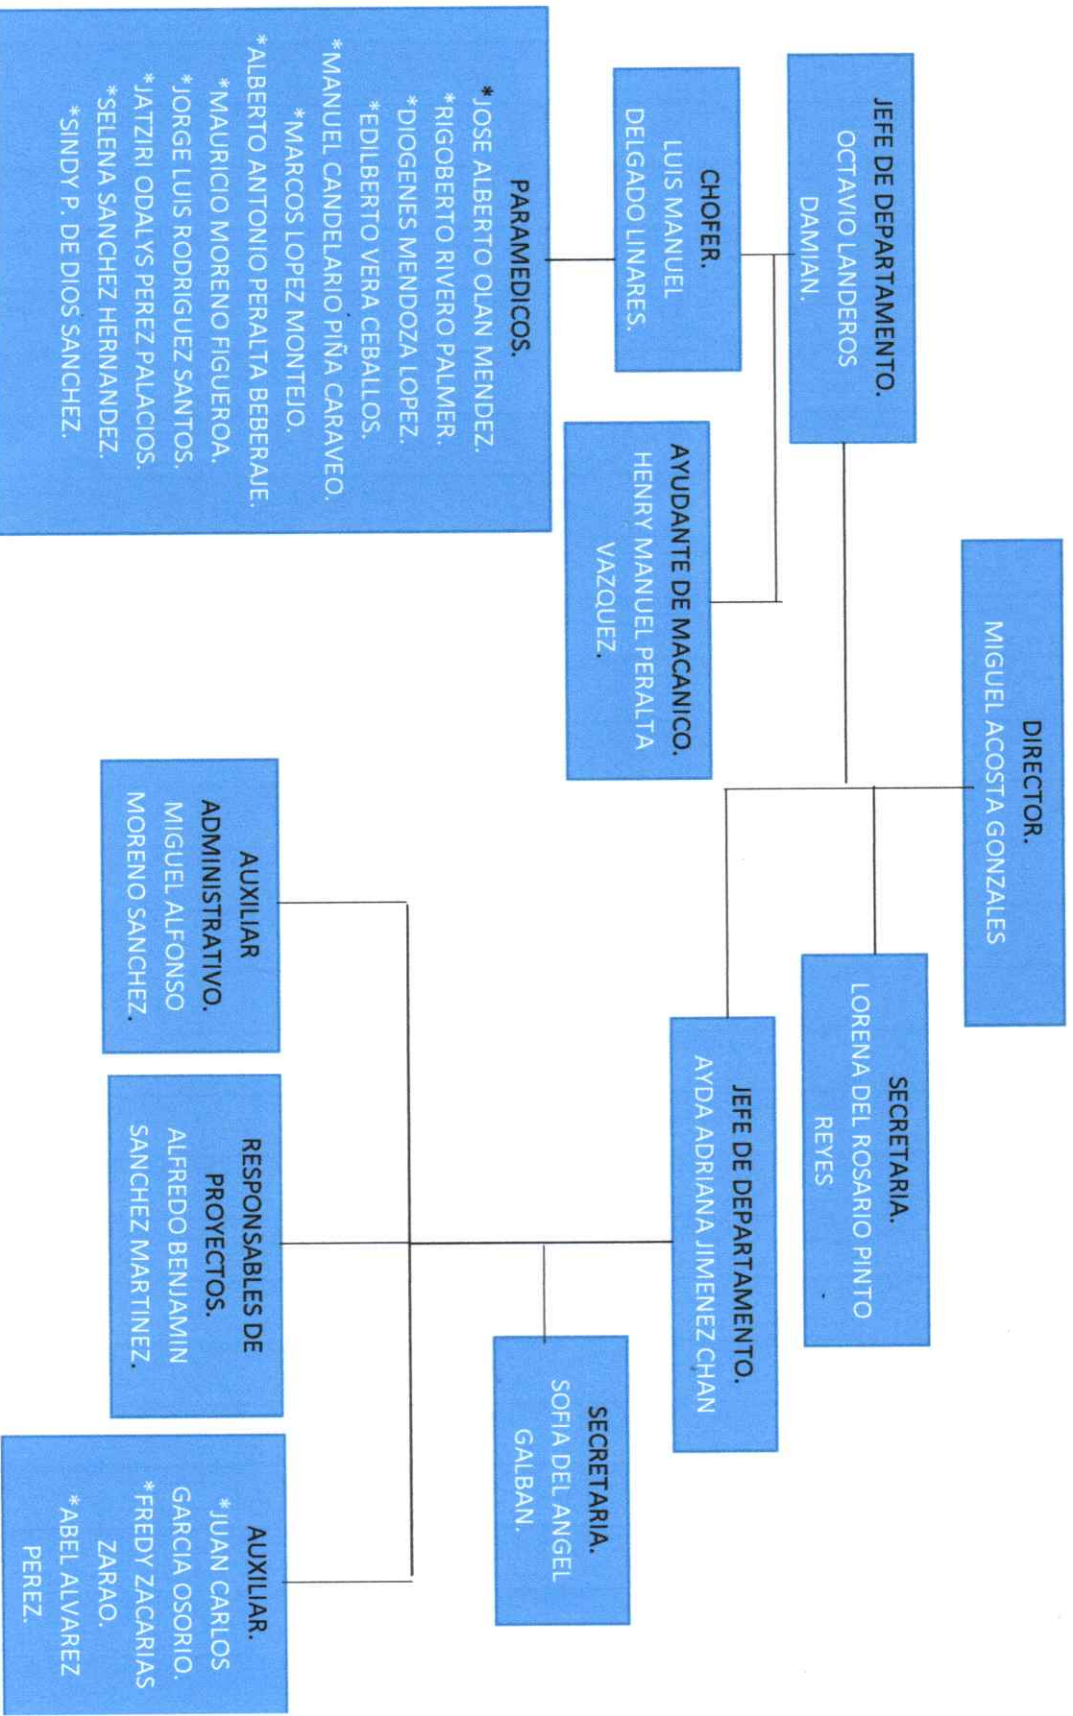 DIRECTOR.
MIGUEL ACOSTA GONZALES
SECRETARIA.
LORENA DEL ROSARIO PINTO
REYES
JEFE DE DEPARTAMENTO.
OCTAVIO LANDEROS
DAMIAN.
CHOFER.
LUIS MANUEL
DELGADO LINARES.
AYUDANTE DE MACANICO.
HENRY MANUEL PERALTA
VAZQUEZ.
PARAMEDICOS.
*JOSE ALBERTO OLAN MENDEZ.
*RIGOBERTO RIVERO PALMER.
*DIOGENES MENDOZA LOPEZ.
*EDILBERTO VERA CEBALLOS.
*MANUEL CANDELARIO PIÑA CARAVEO.
*MARCOS LOPEZ MONTEJO.
*ALBERTO ANTONIO PERALTA BEBERAJE.
*MAURICIO MORENO FIGUEROA.
*JORGE LUIS RODRIGUEZ SANTOS.
*JATZIRI ODALYS PEREZ PALACIOS.
*SELENA SANCHEZ HERNANDEZ.
*SINDY P. DE DIOS SANCHEZ.
JEFE DE DEPARTAMENTO.
AYDA ADRIANA JIMENEZ CHAN
SECRETARIA.
SOFIA DEL ANGEL
GALBAN.
AUXILIAR
ADMINISTRATIVO.
MIGUEL ALFONSO
MORENO SANCHEZ.
RESPONSABLES DE
PROYECTOS.
ALFREDO BENJAMIN
SANCHEZ MARTINEZ.
AUXILIAR.
*JUAN CARLOS
GARCIA OSORIO.
*FREDY ZACARIAS
ZARAO.
*ABEL ALVAREZ
PEREZ.